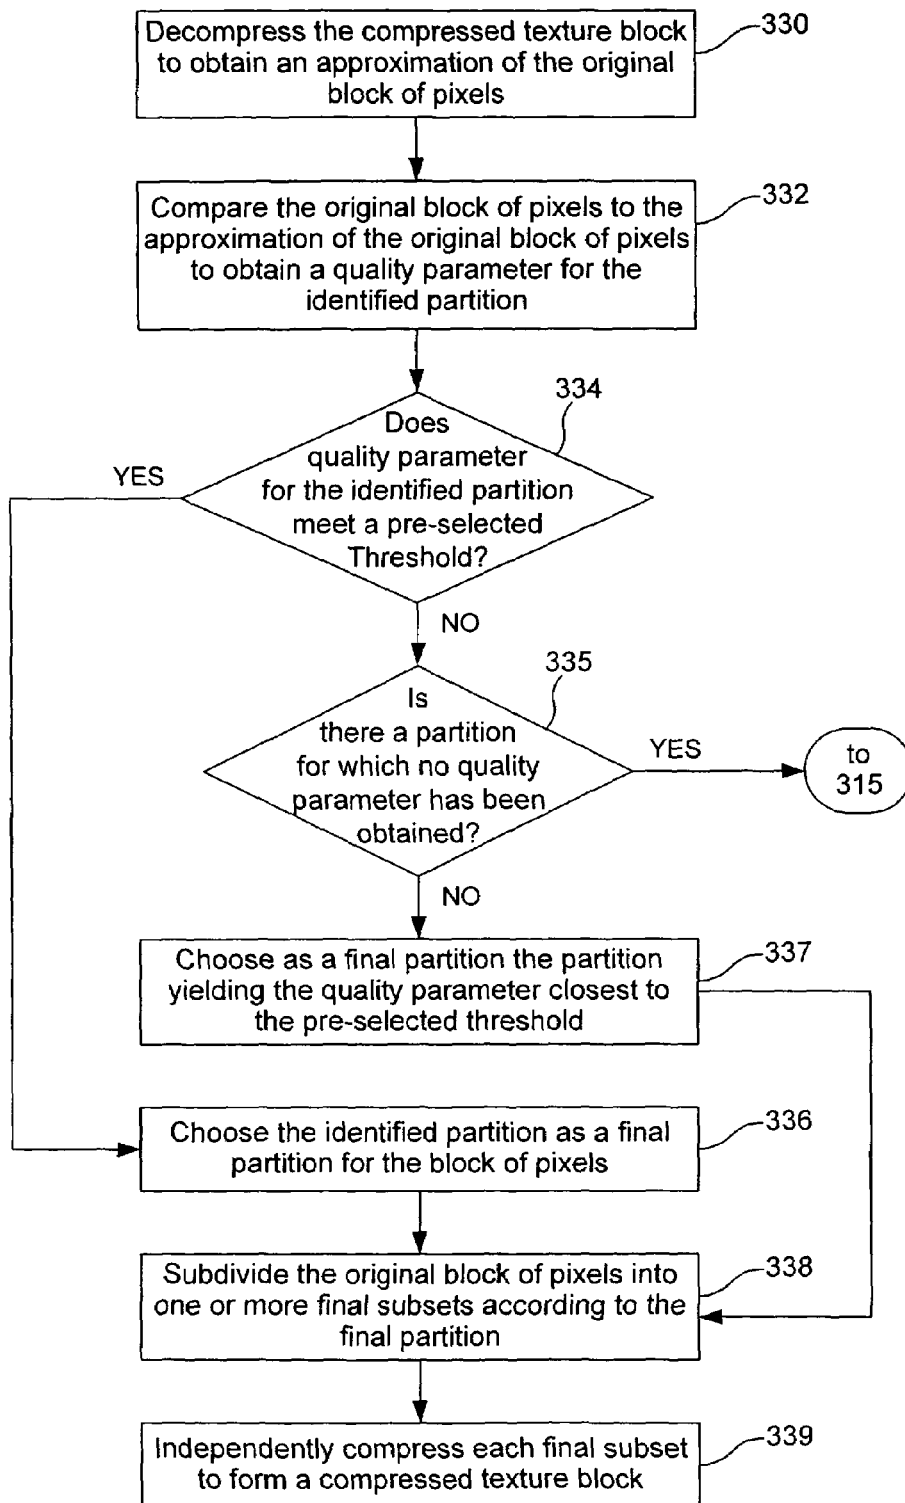 Decompress the compressed texture block
to obtain an approximation of the original
block of pixels
330
Compare the original block of pixels to the
approximation of the original block of pixels
to obtain a quality parameter for the
identified partition
332
Does
quality parameter
for the identified partition
meet a pre-selected
Threshold?
334
YES
NO
Is
there a partition
for which no quality
parameter has been
obtained?
335
YES
to
315
NO
Choose as a final partition the partition
yielding the quality parameter closest to
the pre-selected threshold
337
Choose the identified partition as a final
partition for the block of pixels
336
Subdivide the original block of pixels into
one or more final subsets according to the
final partition
338
Independently compress each final subset
to form a compressed texture block
339